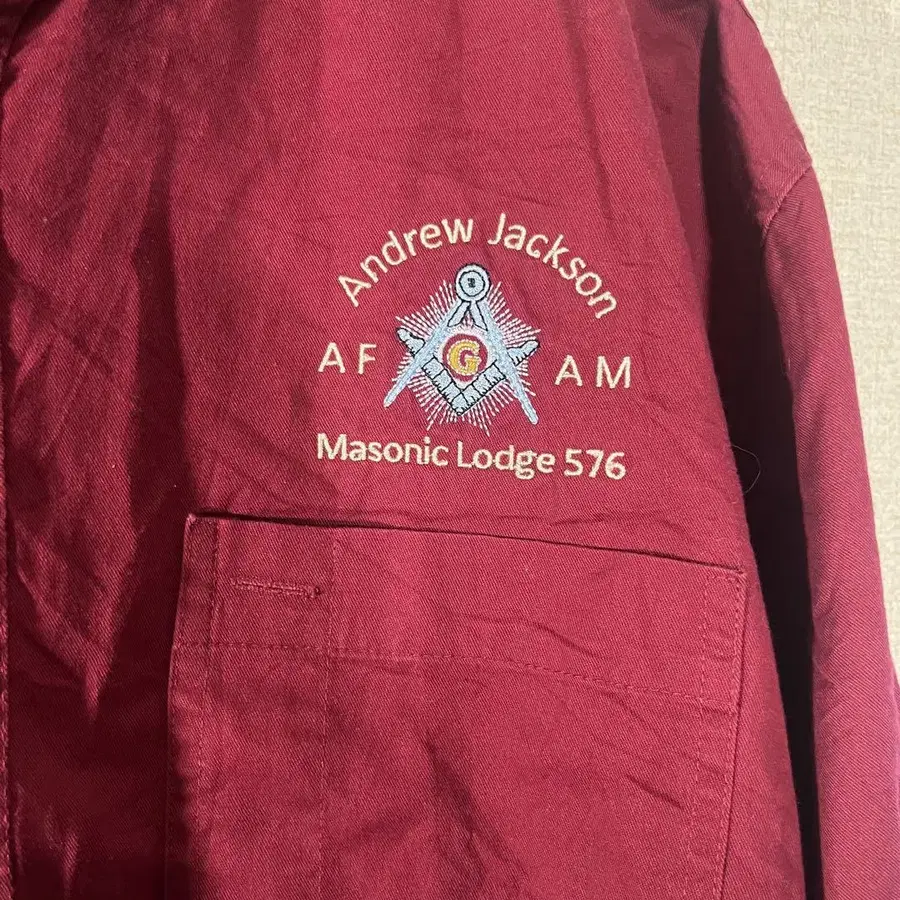 Andrew Jackson
AF G AM
Masonic Lodge 576